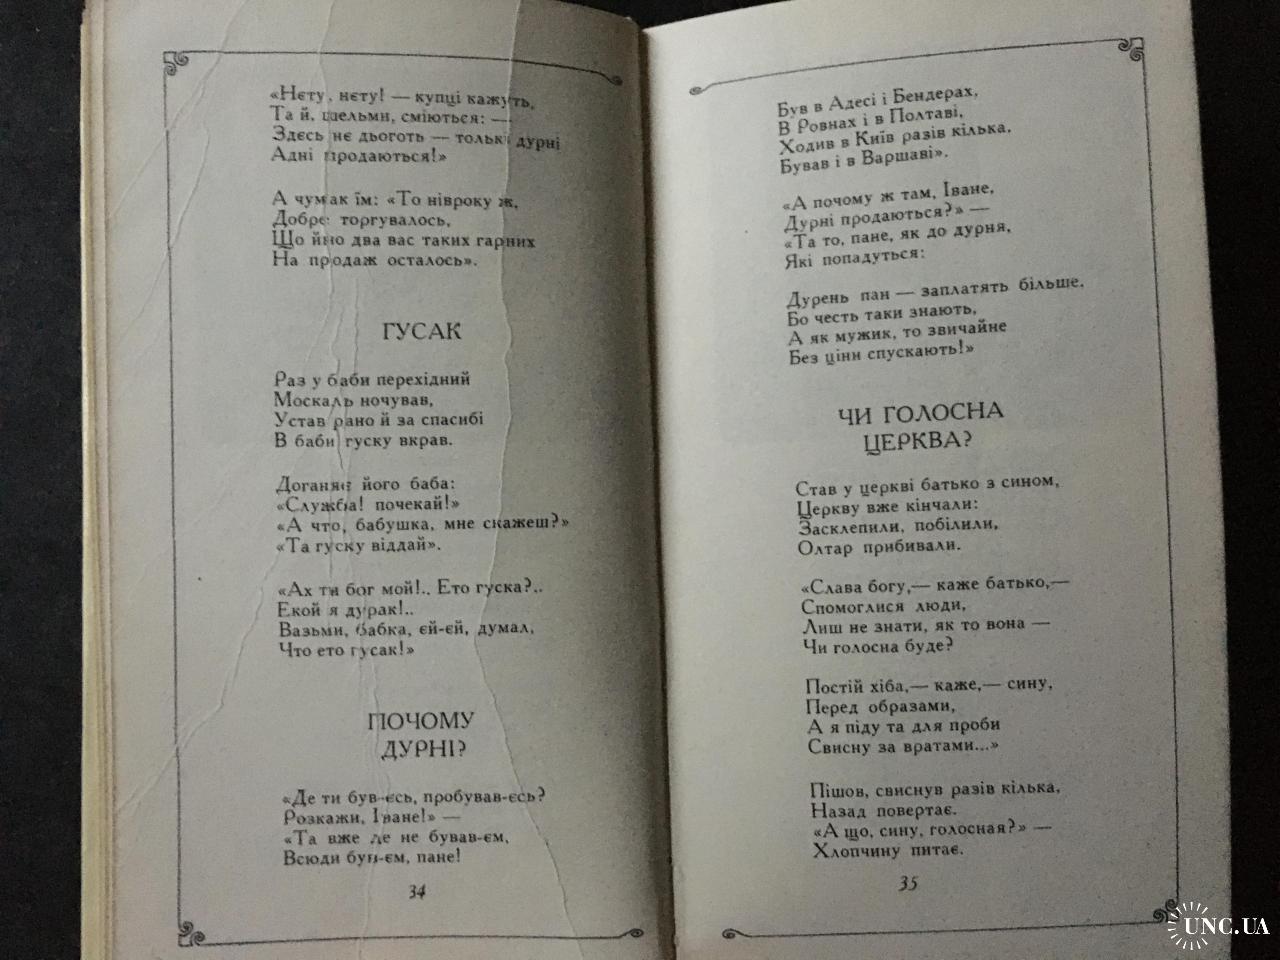 «Нєту, нєту! — купці кажуть,
Та й, шельми, сміються: —
Здєсь нє дьоготь — только дурні
Адні продаються!»
А чумак їм: «То нівроку ж,
Добре торгувалось,
Що йно два вас таких гарних
На продаж осталось».
ГУСАК
Раз у баби перехідний
Москаль ночував,
Устав рано й за спасибі
В баби гуску вкрав.
Доганяє його баба:
«Служба! почекай!»
«А что, бабушка, мне скажеш?»
«Та гуску віддай».
«Ах ти бог мой!.. Ето гуска?..
Екой я дурак!..
Вазьми, бабка, єй-єй, думал,
Что ето гусак!»
ПОЧОМУ
ДУРНІ?
«Де ти був-єсь, пробував-єсь?
Розкажи, Іване!» —
«Та вже де не бував-єм,
Всюди був-єм, пане!
34
Був в Адесі і Бендерах,
В Ровнах і в Полтаві,
Ходив в Київ разів кілька,
Бував і в Варшаві».
«А почому ж там, Іване,
Дурні продаються?» —
«Та то, пане, як до дурня,
Які попадуться:
Дурень пан — заплатять більше,
Бо честь таки знають,
А як мужик, то звичайне
Без ціни спускають!»
ЧИ ГОЛОСНА
ЦЕРКВА?
Став у церкві батько з сином,
Церкву вже кінчали:
Засклепили, побілили,
Олтар прибивали.
«Слава богу,— каже батько,—
Спомоглися люди,
Лиш не знати, як то вона —
Чи голосна буде?
Постій хіба,— каже,— сину,
Перед образами,
А я піду та для проби
Свисну за вратами...»
Пішов, свиснув разів кілька,
Назад повертає.
«А що, сину, голосная?» —
Хлопчину питає.
35
UNC.UA